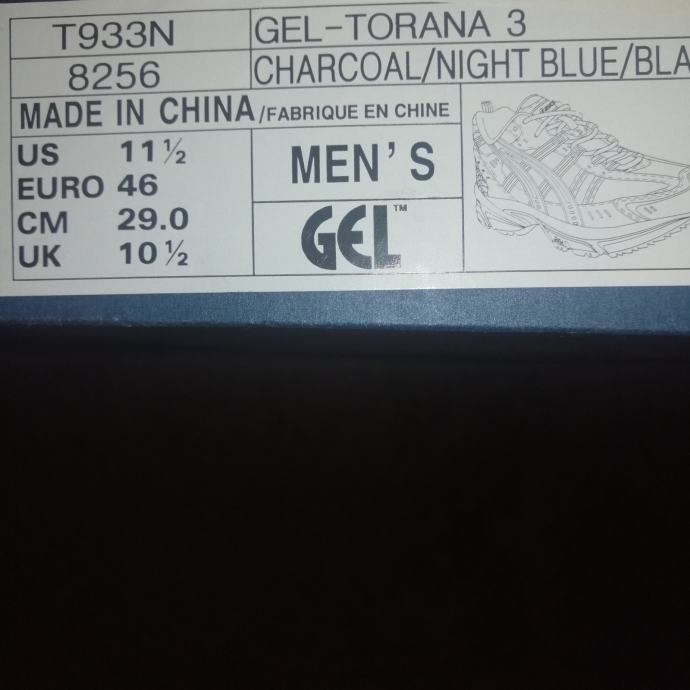 T933N GEL-TORANA 3
8256 CHARCOAL/NIGHT BLUE/BLA
MADE IN CHINA/FABRIQUE EN CHINE
US 11½
EURO 46
CM 29.0
UK 10½
MEN'S
GEL™